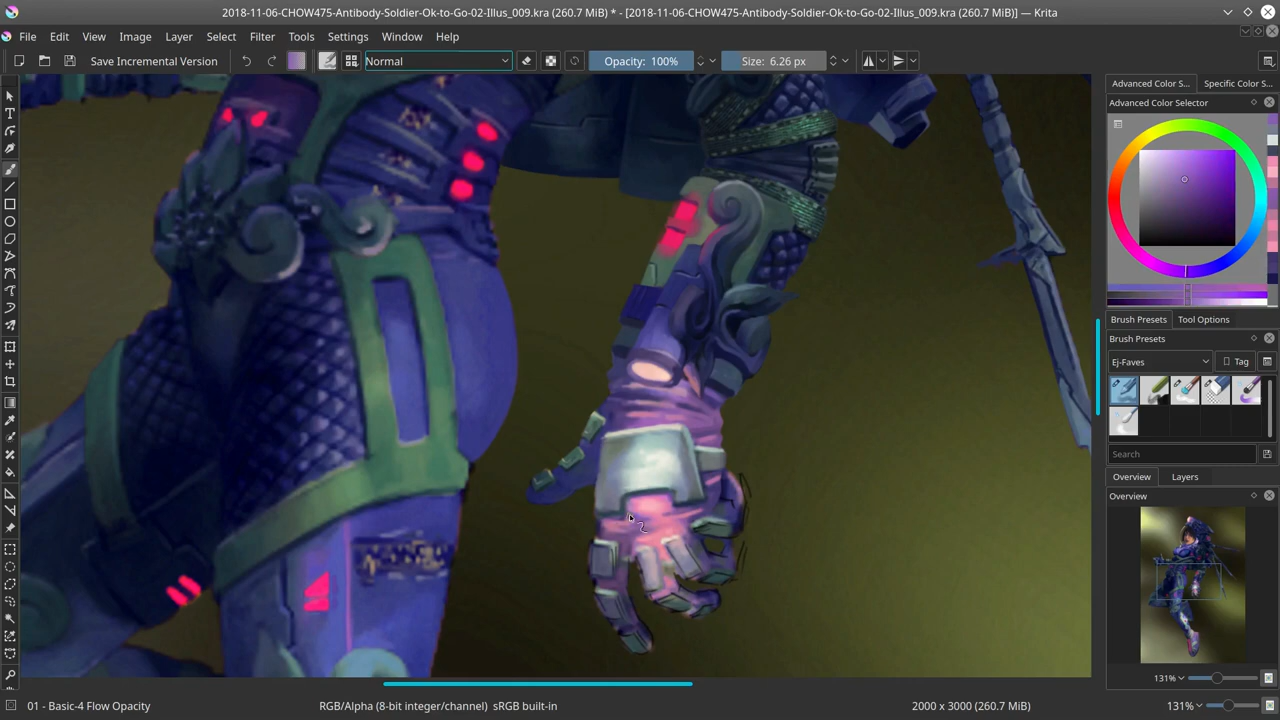 2018-11-06-CHOW475-Antibody-Soldier-Ok-to-Go-02-Illus_009.kra (260.7 MiB) * - [2018-11-06-CHOW475-Antibody-Soldier-Ok-to-Go-02-Illus_009.kra (260.7 MiB)] — Krita
File Edit View Image Layer Select Filter Tools Settings Window Help
Save Incremental Version Normal Opacity: 100% Size: 6.26 px
Advanced Color S... Specific Color S...
Advanced Color Selector
Brush Presets Tool Options
Brush Presets
Ej-Faves Tag
Search
Overview Layers
Overview
131%
01 - Basic-4 Flow Opacity RGB/Alpha (8-bit integer/channel) sRGB built-in 2000 x 3000 (260.7 MiB) 131%